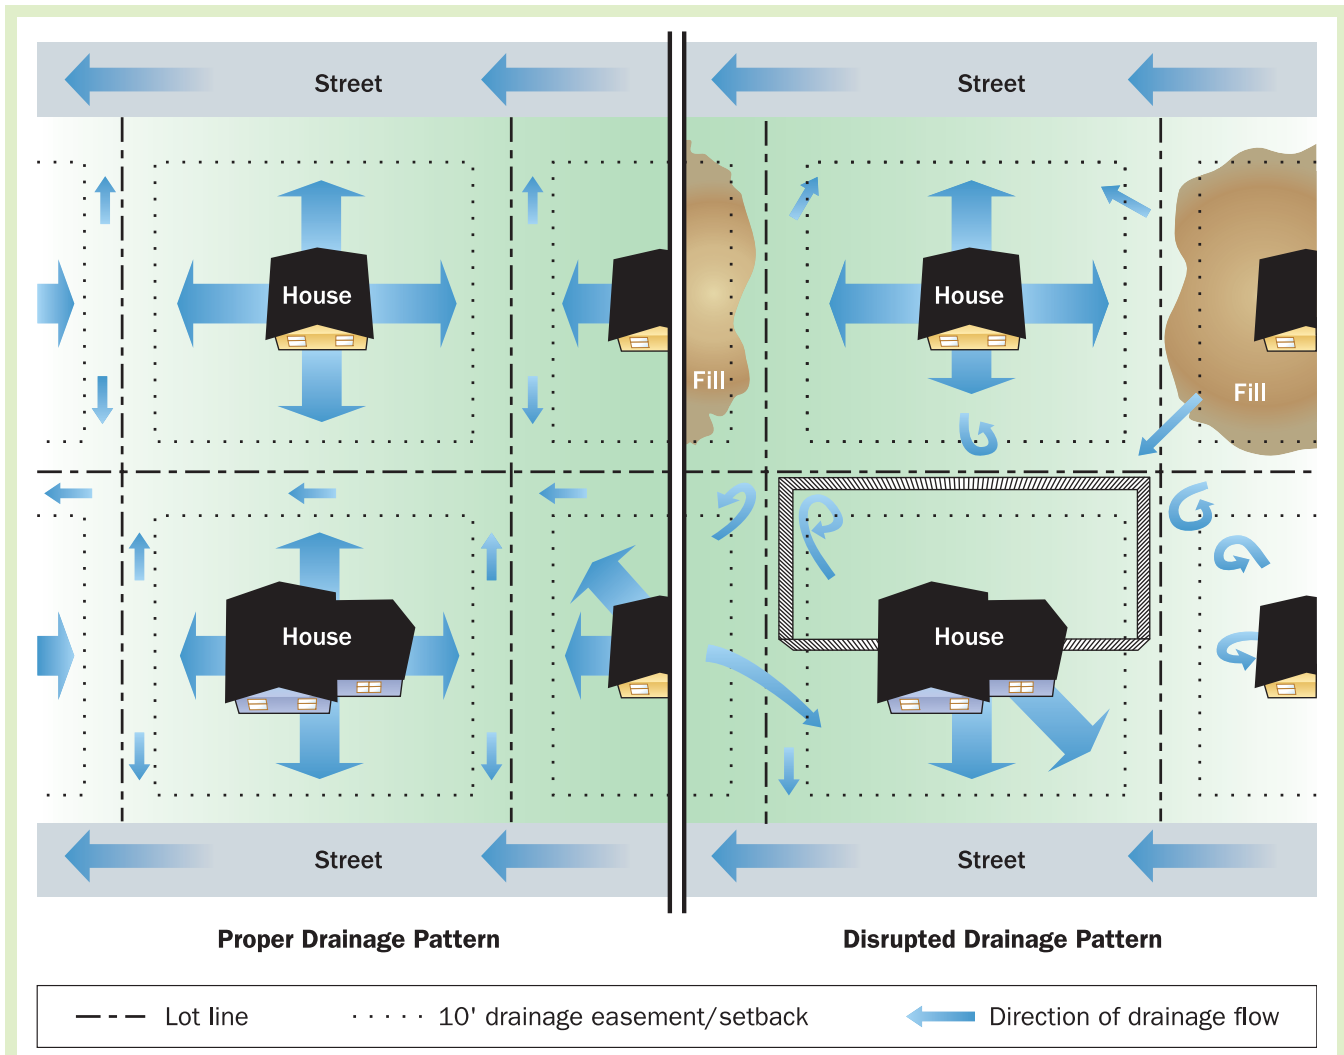 Street
Street
House
House
Fill
Fill
House
House
Street
Street
Proper Drainage Pattern
Disrupted Drainage Pattern
Lot line
10' drainage easement/setback
Direction of drainage flow